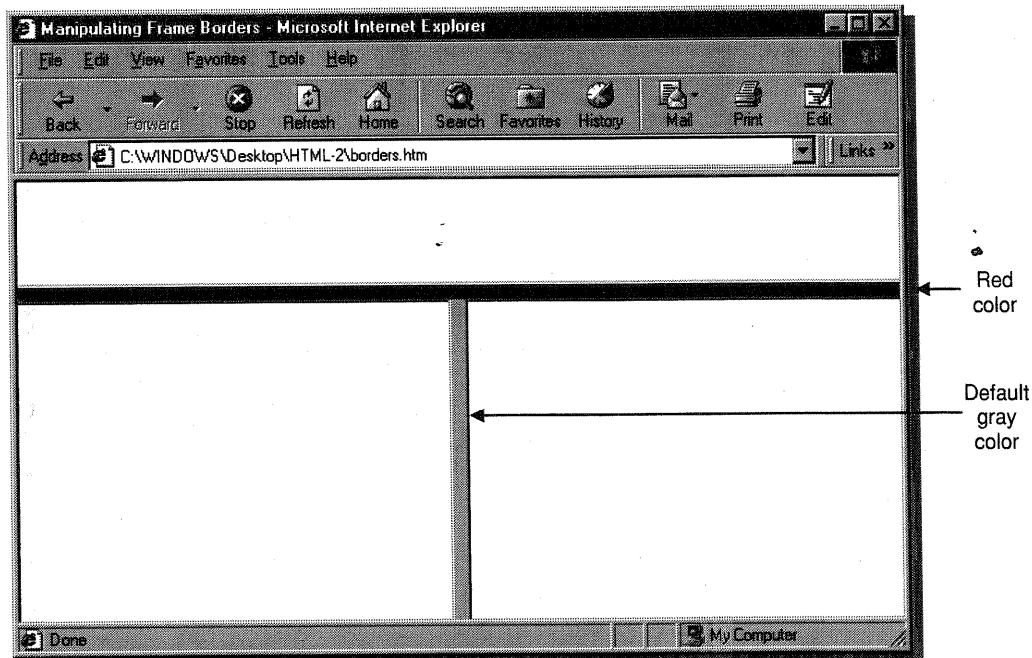 Manipulating Frame Borders - Microsoft Internet Explorer
File Edit View Favorites Tools Help
Back Forward Stop Refresh Home Search Favorites History Mail Print Edit
Address C:\WINDOWS\Desktop\HTML-2\borders.htm Links »
Red
color
Default
gray
color
Done My Computer